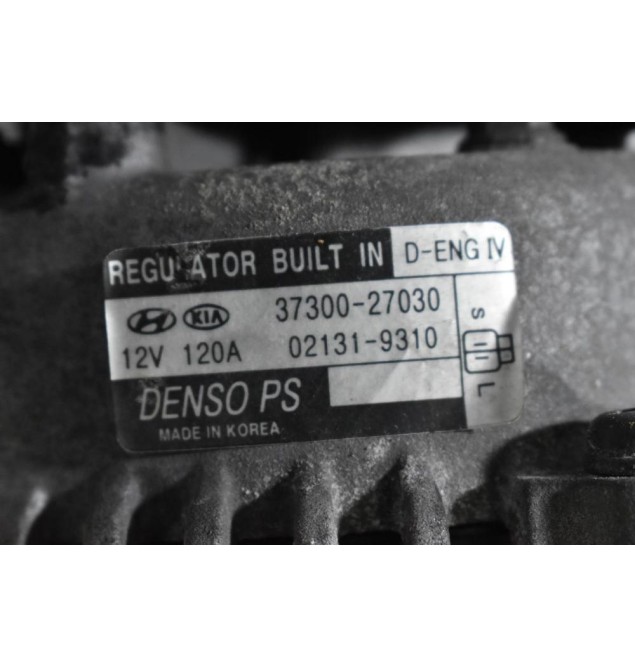 REGULATOR BUILT IN D-ENG IV
KIA 37300-27030
12V 120A 02131-9310
S
L
DENSO PS
MADE IN KOREA